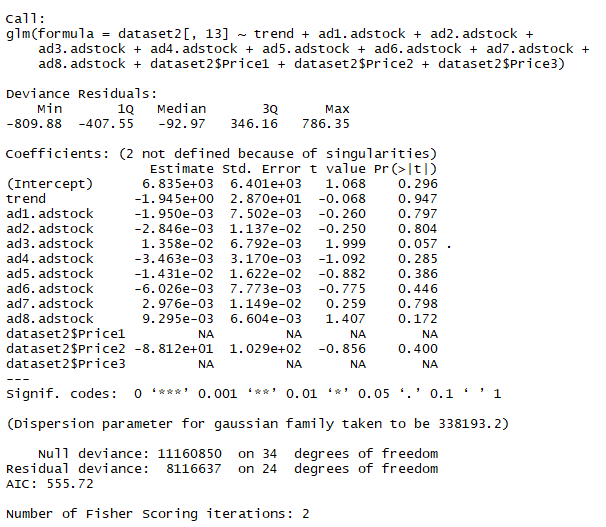 Call:
glm(formula = dataset2[, 13] ~ trend + ad1.adstock + ad2.adstock +
    ad3.adstock + ad4.adstock + ad5.adstock + ad6.adstock + ad7.adstock +
    ad8.adstock + dataset2$Price1 + dataset2$Price2 + dataset2$Price3)

Deviance Residuals:
    Min       1Q   Median       3Q      Max
-809.88  -407.55   -92.97   346.16   786.35

Coefficients: (2 not defined because of singularities)
                  Estimate Std. Error t value Pr(>|t|)
(Intercept)      6.835e+03  6.401e+03   1.068    0.296
trend           -1.945e+00  2.870e+01  -0.068    0.947
ad1.adstock     -1.950e-03  7.502e-03  -0.260    0.797
ad2.adstock     -2.846e-03  1.137e-02  -0.250    0.804
ad3.adstock      1.358e-02  6.792e-03   1.999    0.057 .
ad4.adstock     -3.463e-03  3.170e-03  -1.092    0.285
ad5.adstock     -1.431e-02  1.622e-02  -0.882    0.386
ad6.adstock     -6.026e-03  7.773e-03  -0.775    0.446
ad7.adstock      2.976e-03  1.149e-02   0.259    0.798
ad8.adstock      9.295e-03  6.604e-03   1.407    0.172
dataset2$Price1         NA         NA      NA       NA
dataset2$Price2 -8.812e+01  1.029e+02  -0.856    0.400
dataset2$Price3         NA         NA      NA       NA
---
Signif. codes:  0 ‘***’ 0.001 ‘**’ 0.01 ‘*’ 0.05 ‘.’ 0.1 ‘ ’ 1

(Dispersion parameter for gaussian family taken to be 338193.2)

    Null deviance: 11160850  on 34  degrees of freedom
Residual deviance:  8116637  on 24  degrees of freedom
AIC: 555.72

Number of Fisher Scoring iterations: 2